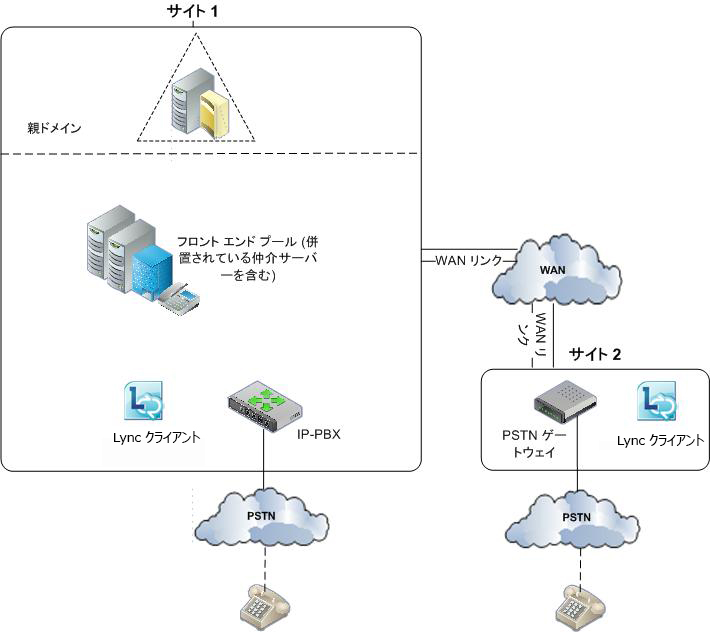 サイト 1
親ドメイン
フロント エンド プール (併
置されている仲介サーバ
ーを含む)
WAN リンク
WAN
WAN リ
ンク
サイト 2
Lync クライアント
IP-PBX
PSTN ゲー
トウェイ
Lync クライアント
PSTN
PSTN